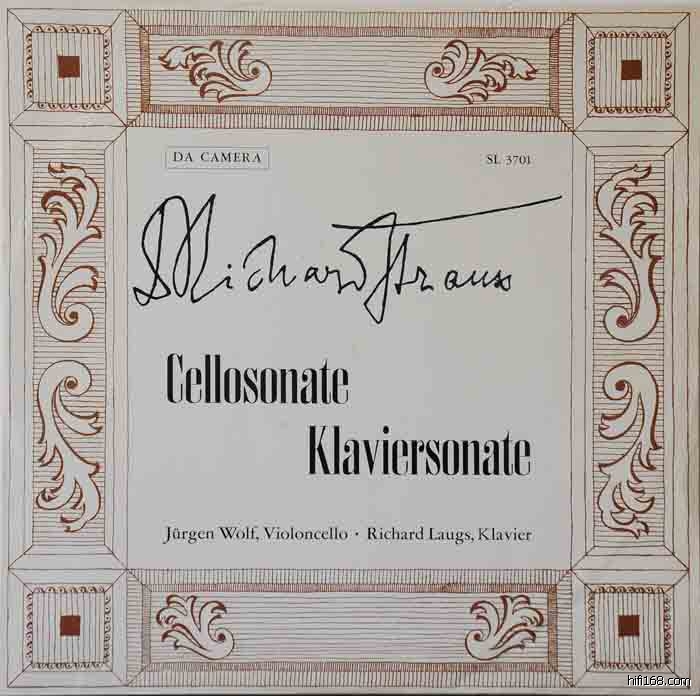 DA CAMERA
SL 3701
Richard Strauss
Cellosonate
Klaviersonate
Jürgen Wolf, Violoncello · Richard Laugs, Klavier
hifi168.com